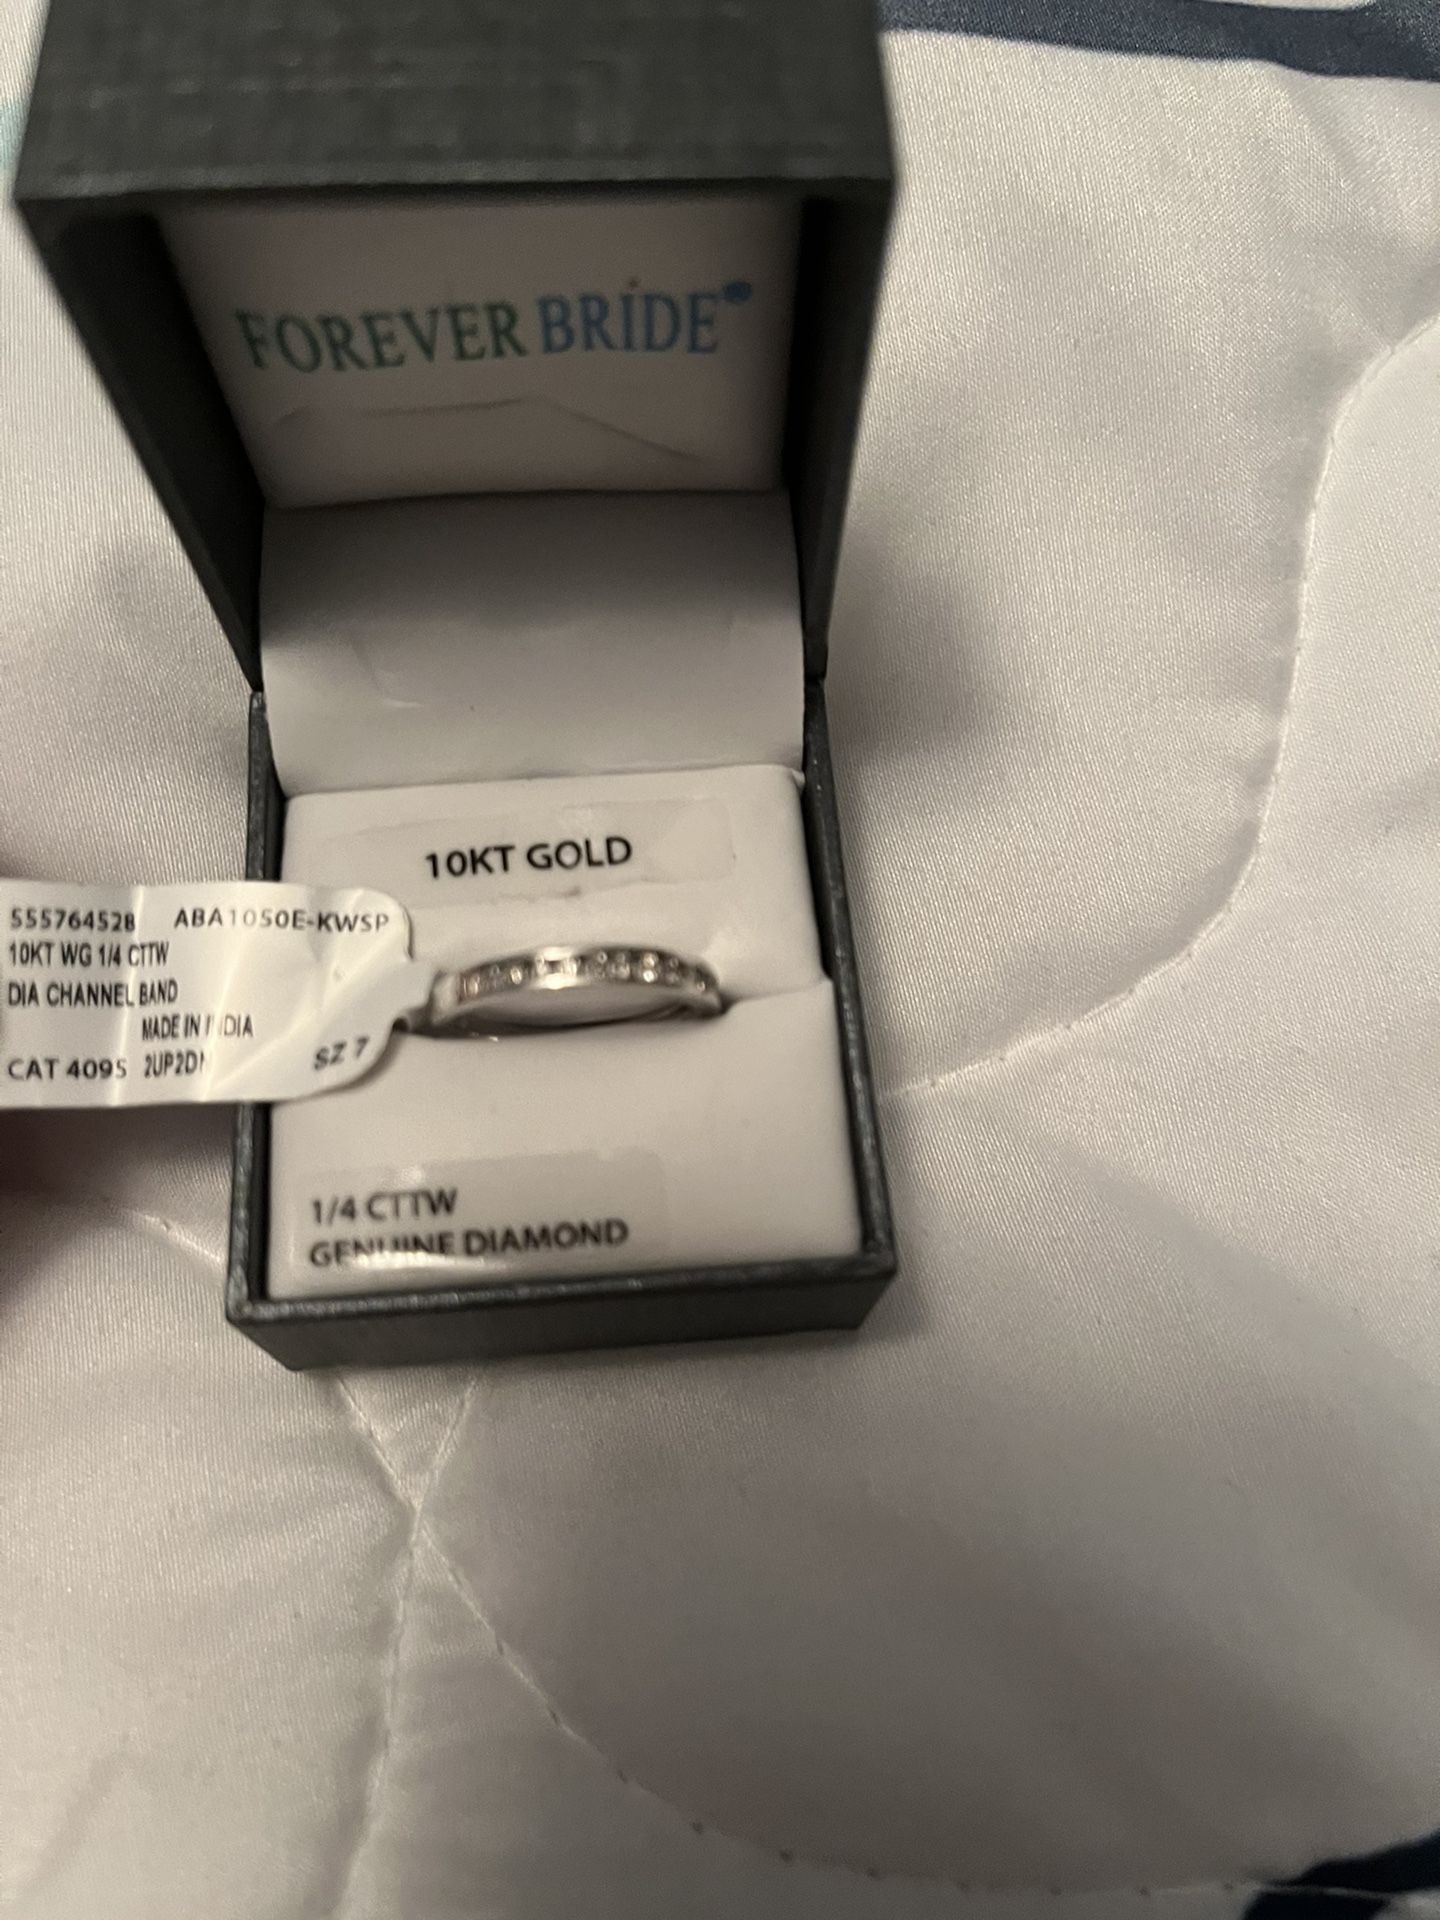 FOREVER BRIDE®
10KT GOLD
555764528 ABA1050E-KWSP
10KT WG 1/4 CTTW
DIA CHANNEL BAND
MADE IN INDIA
CAT 4095 2UP2DN SZ 7
1/4 CTTW
GENUINE DIAMOND